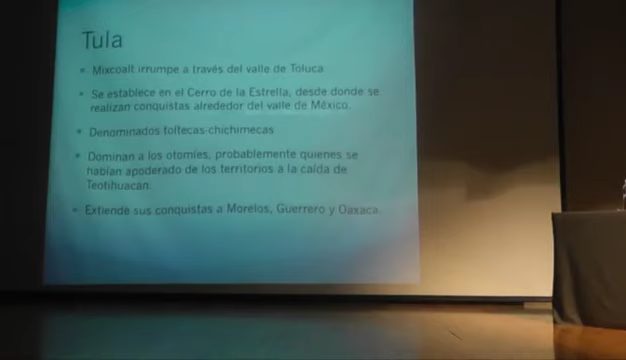 Tula
• Mixcoalt irrumpe a través del valle de Toluca
• Se establece en el Cerro de la Estrella, desde donde se
realizan conquistas alrededor del valle de México.
• Denominados toltecas-chichimecas
• Dominan a los otomíes, probablemente quienes se
habían apoderado de los territorios a la caída de
Teotihuacán.
• Extiende sus conquistas a Morelos, Guerrero y Oaxaca.